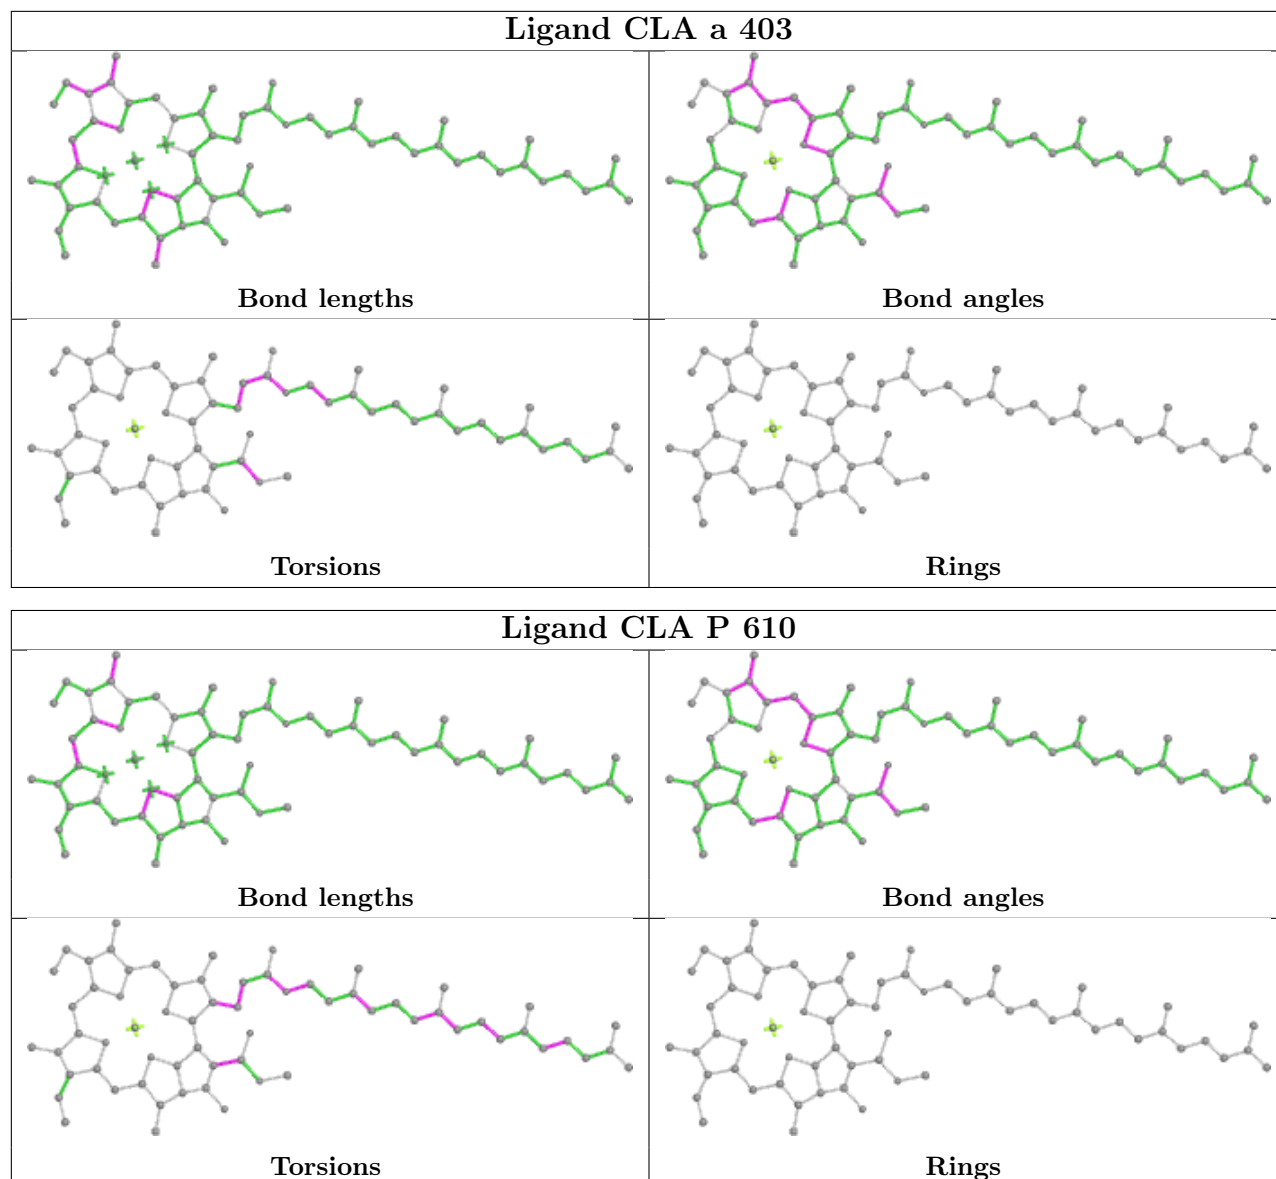 Ligand CLA a 403
Bond lengths
Bond angles
Torsions
Rings
Ligand CLA P 610
Bond lengths
Bond angles
Torsions
Rings